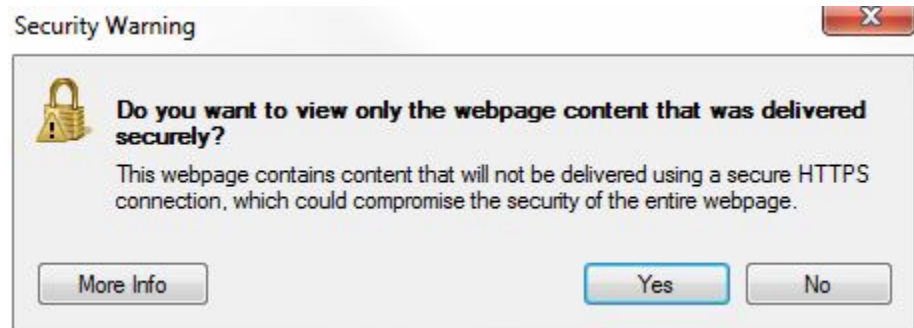 Security Warning
Do you want to view only the webpage content that was delivered
securely?
This webpage contains content that will not be delivered using a secure HTTPS
connection, which could compromise the security of the entire webpage.
More Info
Yes
No